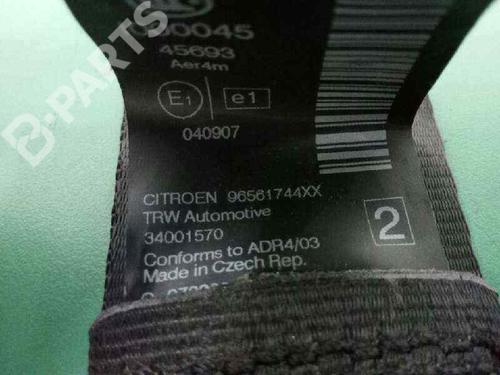 45693
Aer4m
E1
e1
040907
CITROEN 96561744XX
TRW Automotive
34001570
2
Conforms to ADR4/03
Made in Czech Rep.
B-PARTS